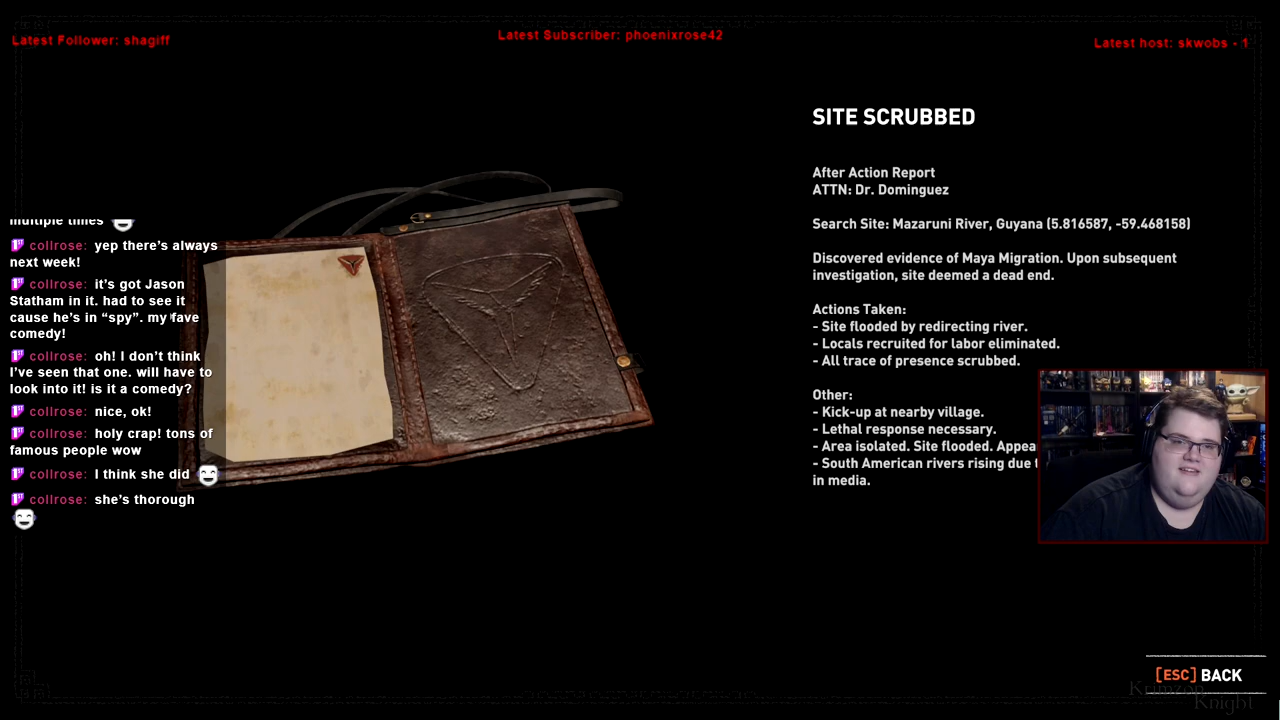 Latest Follower: shagiff
Latest Subscriber: phoenixrose42
Latest host: skwobs - 1
multiple times
collrose: yep there's always
next week!
collrose: it's got Jason
Statham in it. had to see it
cause he's in “spy”. my fave
comedy!
collrose: oh! I don't think
I've seen that one. will have to
look into it! is it a comedy?
collrose: nice, ok!
collrose: holy crap! tons of
famous people wow
collrose: I think she did
collrose: she's thorough
SITE SCRUBBED
After Action Report
ATTN: Dr. Dominguez
Search Site: Mazaruni River, Guyana (5.816587, -59.468158)
Discovered evidence of Maya Migration. Upon subsequent
investigation, site deemed a dead end.
Actions Taken:
- Site flooded by redirecting river.
- Locals recruited for labor eliminated.
- All trace of presence scrubbed.
Other:
- Kick-up at nearby village.
- Lethal response necessary.
- Area isolated. Site flooded. Appea
- South American rivers rising due t
in media.
[ESC] BACK
Krimzon
Knight